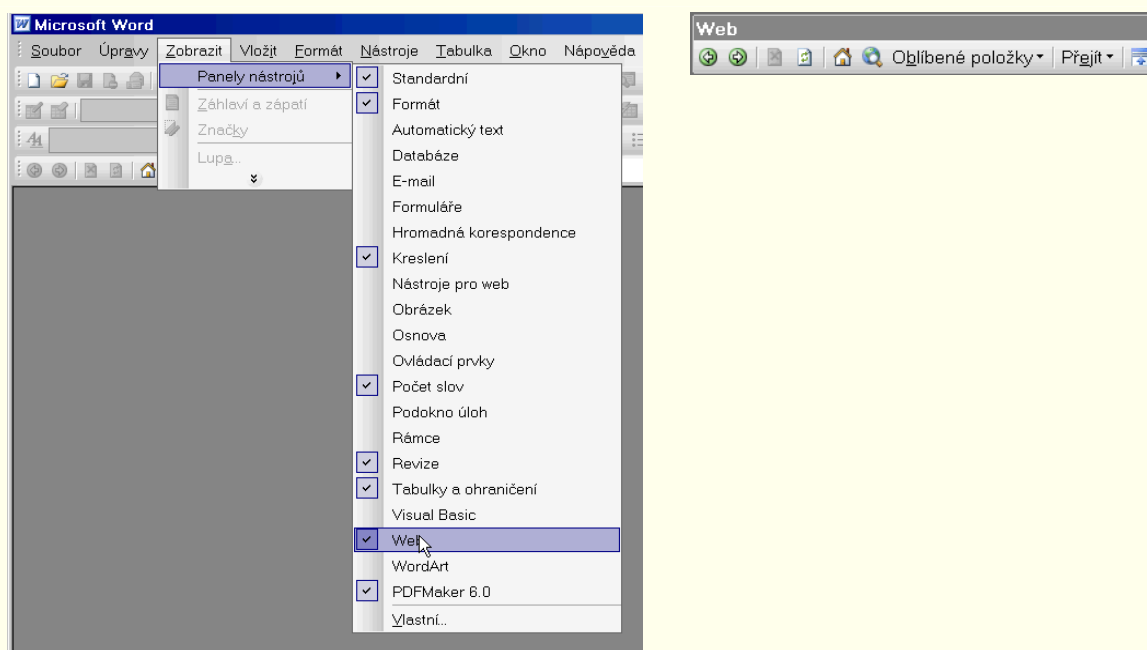 Microsoft Word
Soubor Úpravy Zobrazit Vložit Formát Nástroje Tabulka Okno Nápověda
Panely nástrojů
Záhlaví a zápatí
Značky
Lupa...
Standardní
Formát
Automatický text
Databáze
E-mail
Formuláře
Hromadná korespondence
Kreslení
Nástroje pro web
Obrázek
Osnova
Ovládací prvky
Počet slov
Podokno úloh
Rámce
Revize
Tabulky a ohraničení
Visual Basic
Web
WordArt
PDFMaker 6.0
Vlastní...
Web
Oblíbené položky Přejít